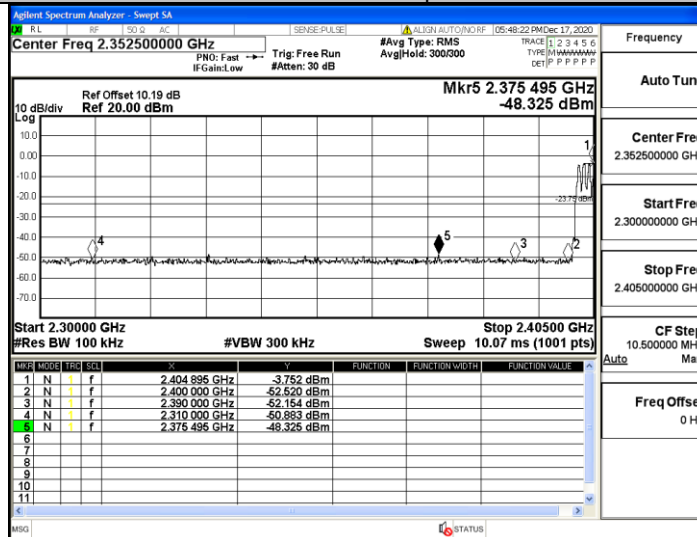 Agilent Spectrum Analyzer - Swept SA
RL RF 50 Ω AC SENSE:PULSE ALIGN AUTO/NO RF 05:48:22 PM Dec 17, 2020
Center Freq 2.352500000 GHz
PNO: Fast
IFGain:Low
Trig: Free Run
#Atten: 30 dB
#Avg Type: RMS
Avg|Hold: 300/300
TRACE 1 2 3 4 5 6
TYPE MWWWWW
DET P P P P P P
Ref Offset 10.19 dB
10 dB/div Ref 20.00 dBm
Log
Mkr5 2.375 495 GHz
-48.325 dBm
10.0
0.00
-10.0
-20.0
-30.0
-40.0
-50.0
-60.0
-70.0
1
-23.75 dBm
4
5
3
2
Start 2.30000 GHz Stop 2.40500 GHz
#Res BW 100 kHz #VBW 300 kHz Sweep 10.07 ms (1001 pts)
MKR MODE TRC SCL X Y FUNCTION FUNCTION WIDTH FUNCTION VALUE
1 N 1 f 2.404 895 GHz -3.752 dBm
2 N 1 f 2.400 000 GHz -52.520 dBm
3 N 1 f 2.390 000 GHz -52.154 dBm
4 N 1 f 2.310 000 GHz -50.883 dBm
5 N 1 f 2.375 495 GHz -48.325 dBm
6
7
8
9
10
11
MSG STATUS
Frequency
Auto Tun
Center Fre
2.352500000 GH
Start Fre
2.300000000 GH
Stop Fre
2.405000000 GH
CF Ste
10.500000 MH
Auto Ma
Freq Offse
0 H